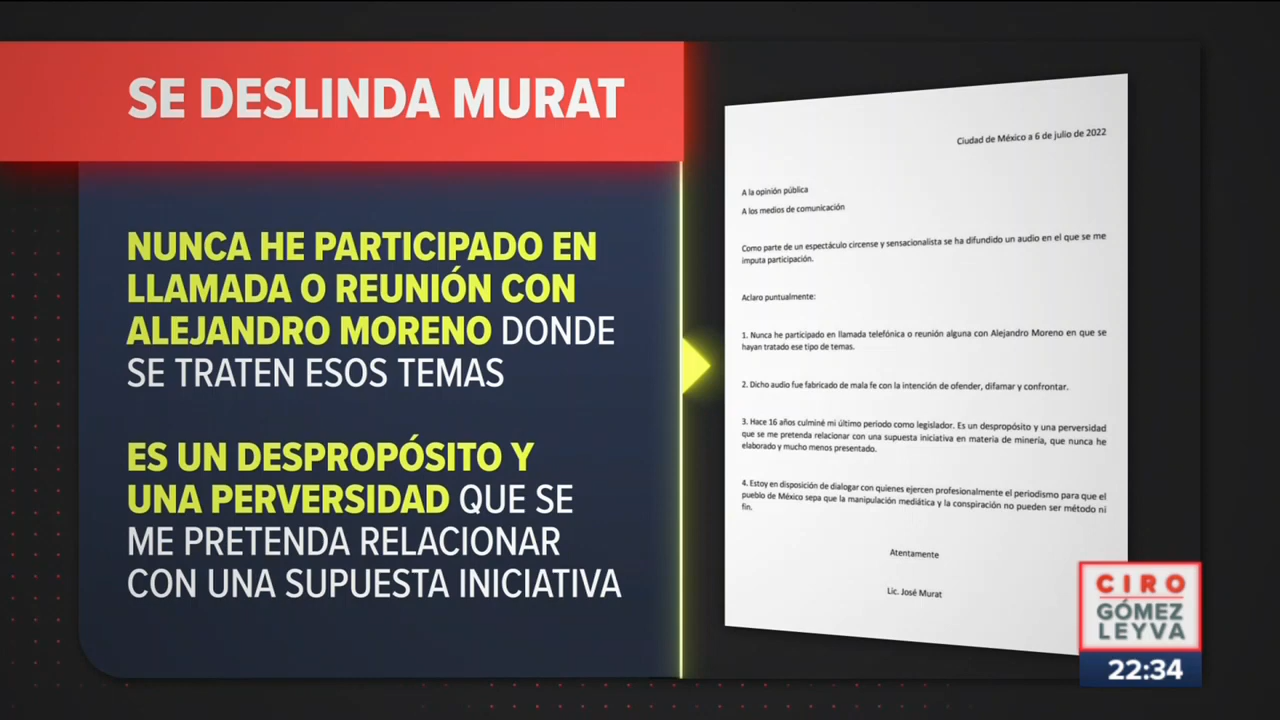 SE DESLINDA MURAT
NUNCA HE PARTICIPADO EN
LLAMADA O REUNIÓN CON
ALEJANDRO MORENO DONDE
SE TRATEN ESOS TEMAS
ES UN DESPROPÓSITO Y
UNA PERVERSIDAD QUE SE
ME PRETENDA RELACIONAR
CON UNA SUPUESTA INICIATIVA
Ciudad de México a 6 de julio de 2022
A la opinión pública
A los medios de comunicación
Como parte de un espectáculo circense y sensacionalista se ha difundido un audio en el que se me
imputa participación.
Aclaro puntualmente:
1. Nunca he participado en llamada telefónica o reunión alguna con Alejandro Moreno en que se
hayan tratado ese tipo de temas.
2. Dicho audio fue fabricado de mala fe con la intención de ofender, difamar y confrontar.
3. Hace 16 años culminé mi último periodo como legislador. Es un despropósito y una perversidad
que se me pretenda relacionar con una supuesta iniciativa en materia de minería, que nunca he
elaborado y mucho menos presentado.
4. Estoy en disposición de dialogar con quienes ejercen profesionalmente el periodismo para que el
pueblo de México sepa que la manipulación mediática y la conspiración no pueden ser método ni
fin.
Atentamente
Lic. José Murat
CIRO
GÓMEZ
LEYVA
22:34